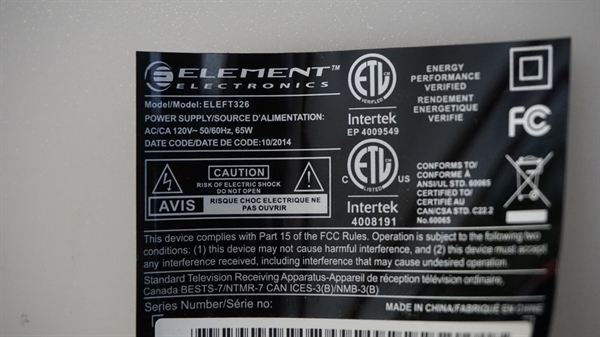 ELEMENT™
ELECTRONICS
Model/Model: ELEFT326
POWER SUPPLY/SOURCE D'ALIMENTATION:
AC/CA 120V~ 50/60Hz, 65W
DATE CODE/DATE DE CODE:10/2014
CAUTION
RISK OF ELECTRIC SHOCK
DO NOT OPEN
AVIS
RISQUE CHOC ELECTRIQUE NE
PAS OUVRIR
ETL
VERIFIED
Intertek
EP 4009549
ENERGY
PERFORMANCE
VERIFIED
RENDEMENT
ENERGETIQUE
VERIFIE
FC
ETL
LISTED
C US
Intertek
4008191
CONFORMS TO/
CONFORME À
ANSI/UL STD. 60065
CERTIFIED TO/
CERTIFIÉ AU
CAN/CSA STD. C22.2
No.60065
This device complies with Part 15 of the FCC Rules. Operation is subject to the following two
conditions: (1) this device may not cause harmful interference, and (2) this device must accept
any interference received, including interference that may cause undesired operation.
Standard Television Receiving Apparatus-Appareil de réception télévision ordinaire,
Canada BESTS-7/NTMR-7 CAN ICES-3(B)/NMB-3(B)
Series Number/Série no:
MADE IN CHINA/FABRIQUÉ EN CHINE